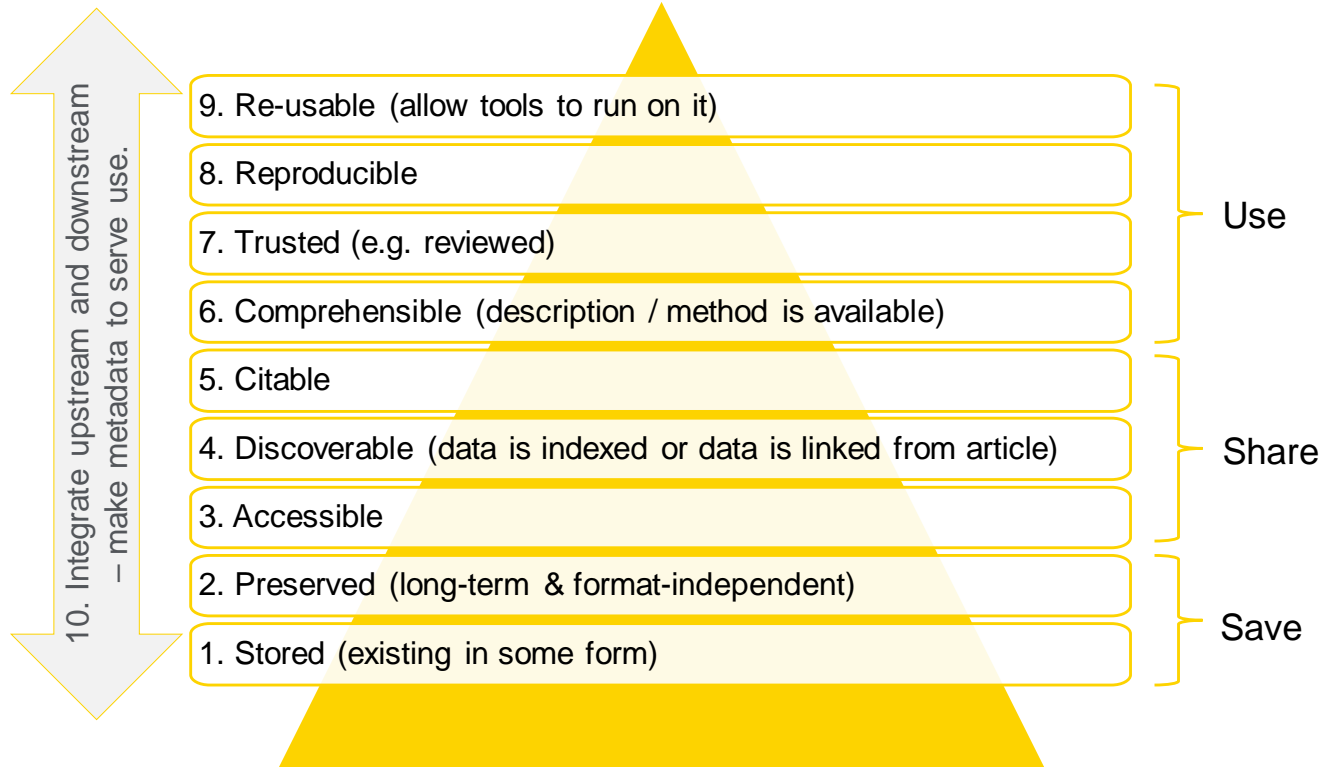 10. Integrate upstream and downstream
– make metadata to serve use.
9. Re-usable (allow tools to run on it)
8. Reproducible
7. Trusted (e.g. reviewed)
6. Comprehensible (description / method is available)
Use
5. Citable
4. Discoverable (data is indexed or data is linked from article)
3. Accessible
Share
2. Preserved (long-term & format-independent)
1. Stored (existing in some form)
Save